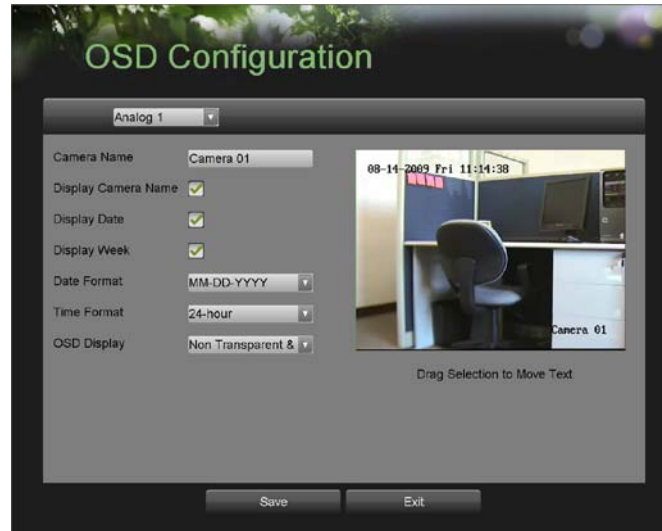 OSD Configuration
Analog 1
Camera Name Camera 01
Display Camera Name
Display Date
Display Week
Date Format MM-DD-YYYY
Time Format 24-hour
OSD Display Non Transparent &
08-14-2009 Fri 11:14:38
Camera 01
Drag Selection to Move Text
Save Exit